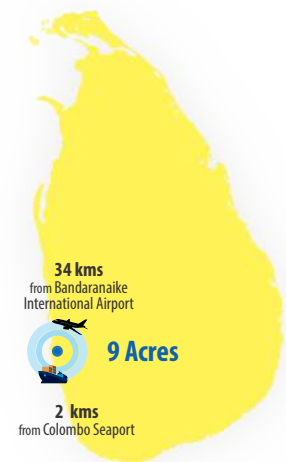 34 kms
from Bandaranaike
International Airport
9 Acres
2 kms
from Colombo Seaport